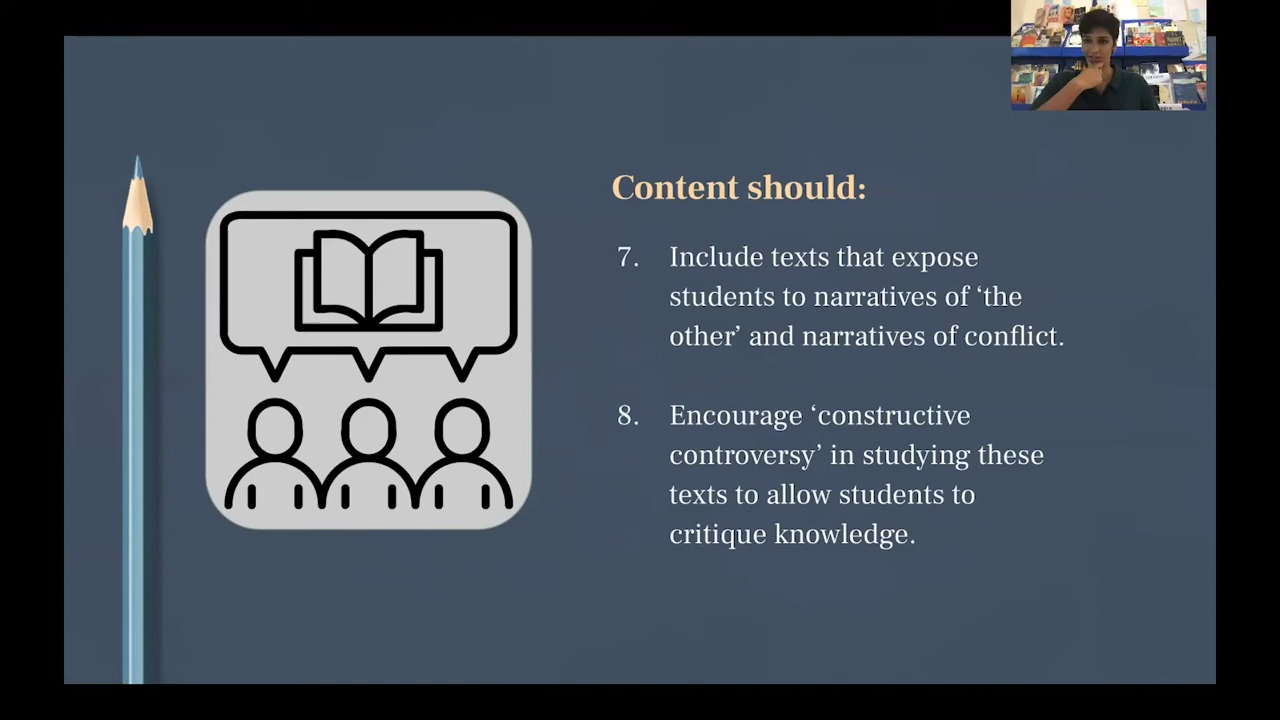 Content should:
7. Include texts that expose
students to narratives of ‘the
other’ and narratives of conflict.
8. Encourage ‘constructive
controversy’ in studying these
texts to allow students to
critique knowledge.